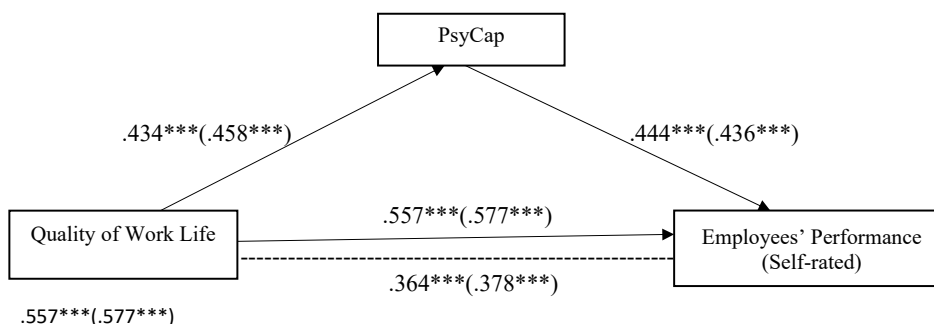 PsyCap
.434***(.458***)
.444***(.436***)
Quality of Work Life
.557***(.577***)
Employees’ Performance
(Self-rated)
.364***(.378***)
.557***(.577***)